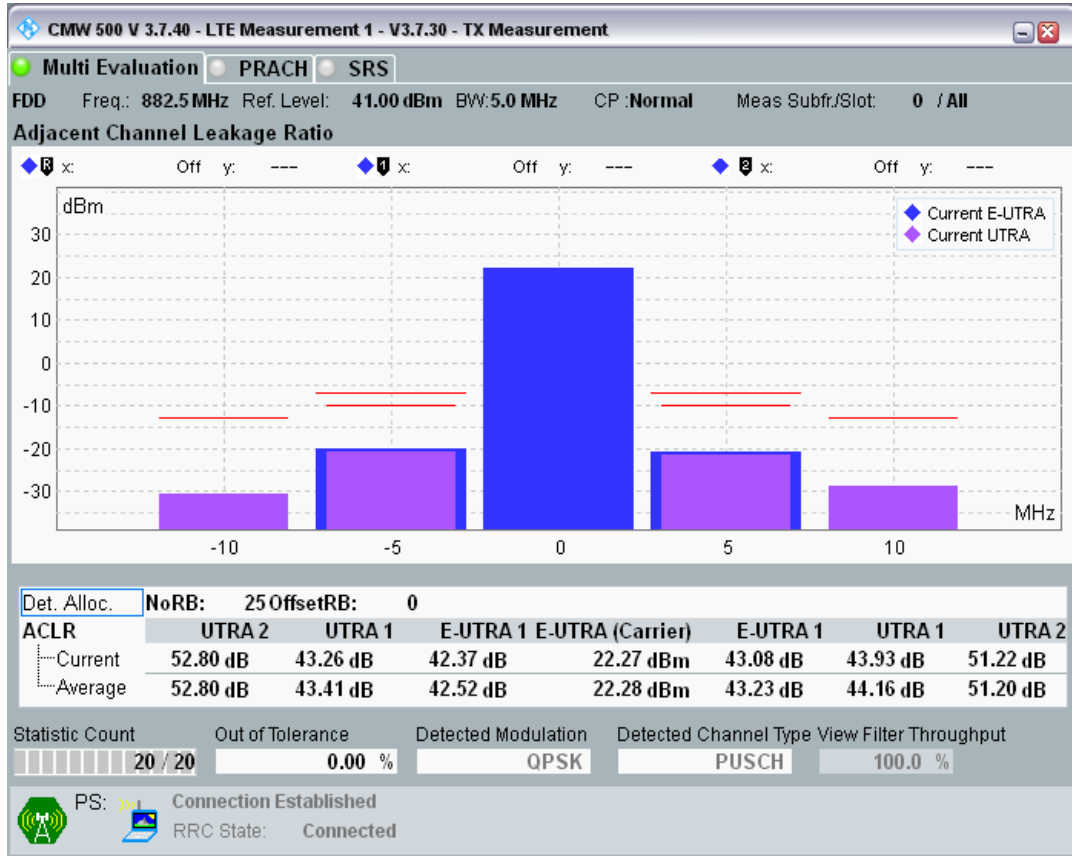 CMW 500 V 3.7.40 - LTE Measurement 1 - V3.7.30 - TX Measurement
Multi Evaluation PRACH SRS
FDD Freq.: 882.5 MHz Ref. Level: 41.00 dBm BW: 5.0 MHz CP :Normal Meas Subfr./Slot: 0 / All
Adjacent Channel Leakage Ratio
R x: Off y: --- 1 x: Off y: --- 2 x: Off y: ---
dBm
Current E-UTRA
Current UTRA
30
20
10
0
-10
-20
-30
MHz
-10 -5 0 5 10
Det. Alloc. NoRB: 25 OffsetRB: 0
ACLR UTRA 2 UTRA 1 E-UTRA 1 E-UTRA (Carrier) E-UTRA 1 UTRA 1 UTRA 2
Current 52.80 dB 43.26 dB 42.37 dB 22.27 dBm 43.08 dB 43.93 dB 51.22 dB
Average 52.80 dB 43.41 dB 42.52 dB 22.28 dBm 43.23 dB 44.16 dB 51.20 dB
Statistic Count Out of Tolerance Detected Modulation Detected Channel Type View Filter Throughput
20 / 20 0.00 % QPSK PUSCH 100.0 %
PS: Connection Established
RRC State: Connected